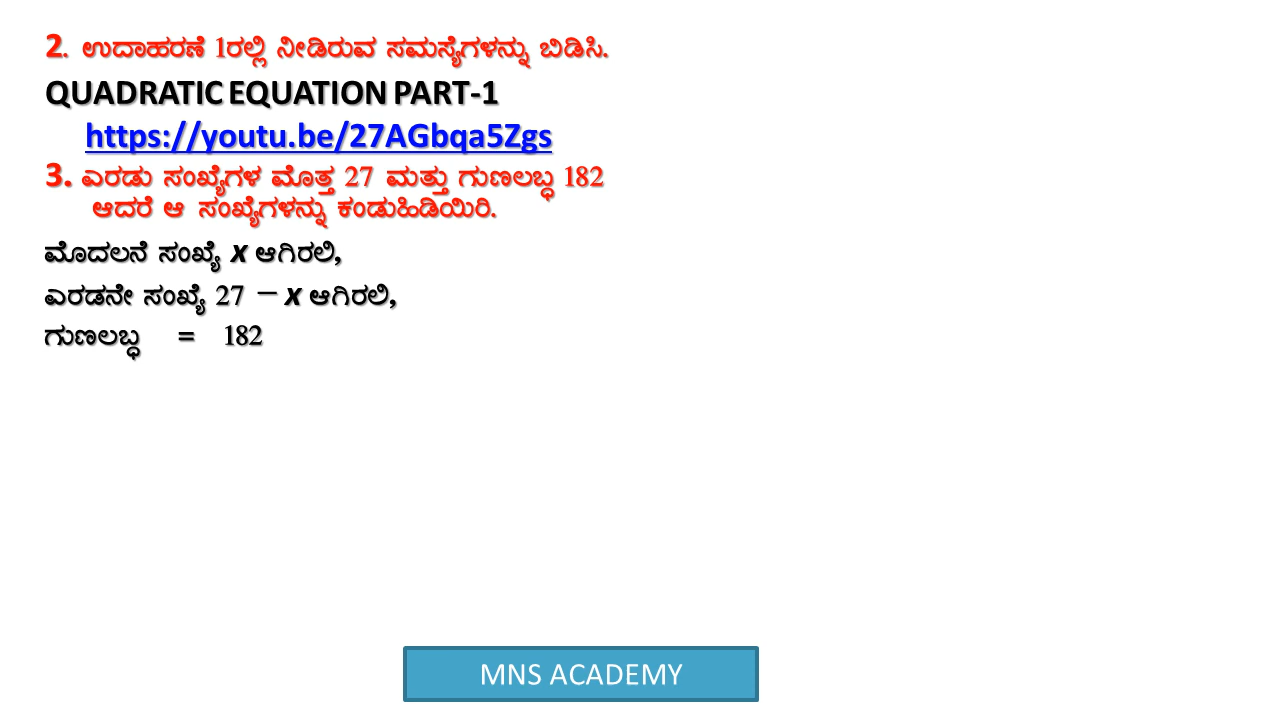 2. ಉದಾಹರಣೆ 1ರಲ್ಲಿ ನೀಡಿರುವ ಸಮಸ್ಯೆಗಳನ್ನು ಬಿಡಿಸಿ.
QUADRATIC EQUATION PART-1
https://youtu.be/27AGbqa5Zgs
3. ಎರಡು ಸಂಖ್ಯೆಗಳ ಮೊತ್ತ 27 ಮತ್ತು ಗುಣಲಬ್ಧ 182
ಆದರೆ ಆ ಸಂಖ್ಯೆಗಳನ್ನು ಕಂಡುಹಿಡಿಯಿರಿ.
ಮೊದಲನೆ ಸಂಖ್ಯೆ x ಆಗಿರಲಿ,
ಎರಡನೇ ಸಂಖ್ಯೆ 27 – x ಆಗಿರಲಿ,
ಗುಣಲಬ್ಧ = 182
MNS ACADEMY